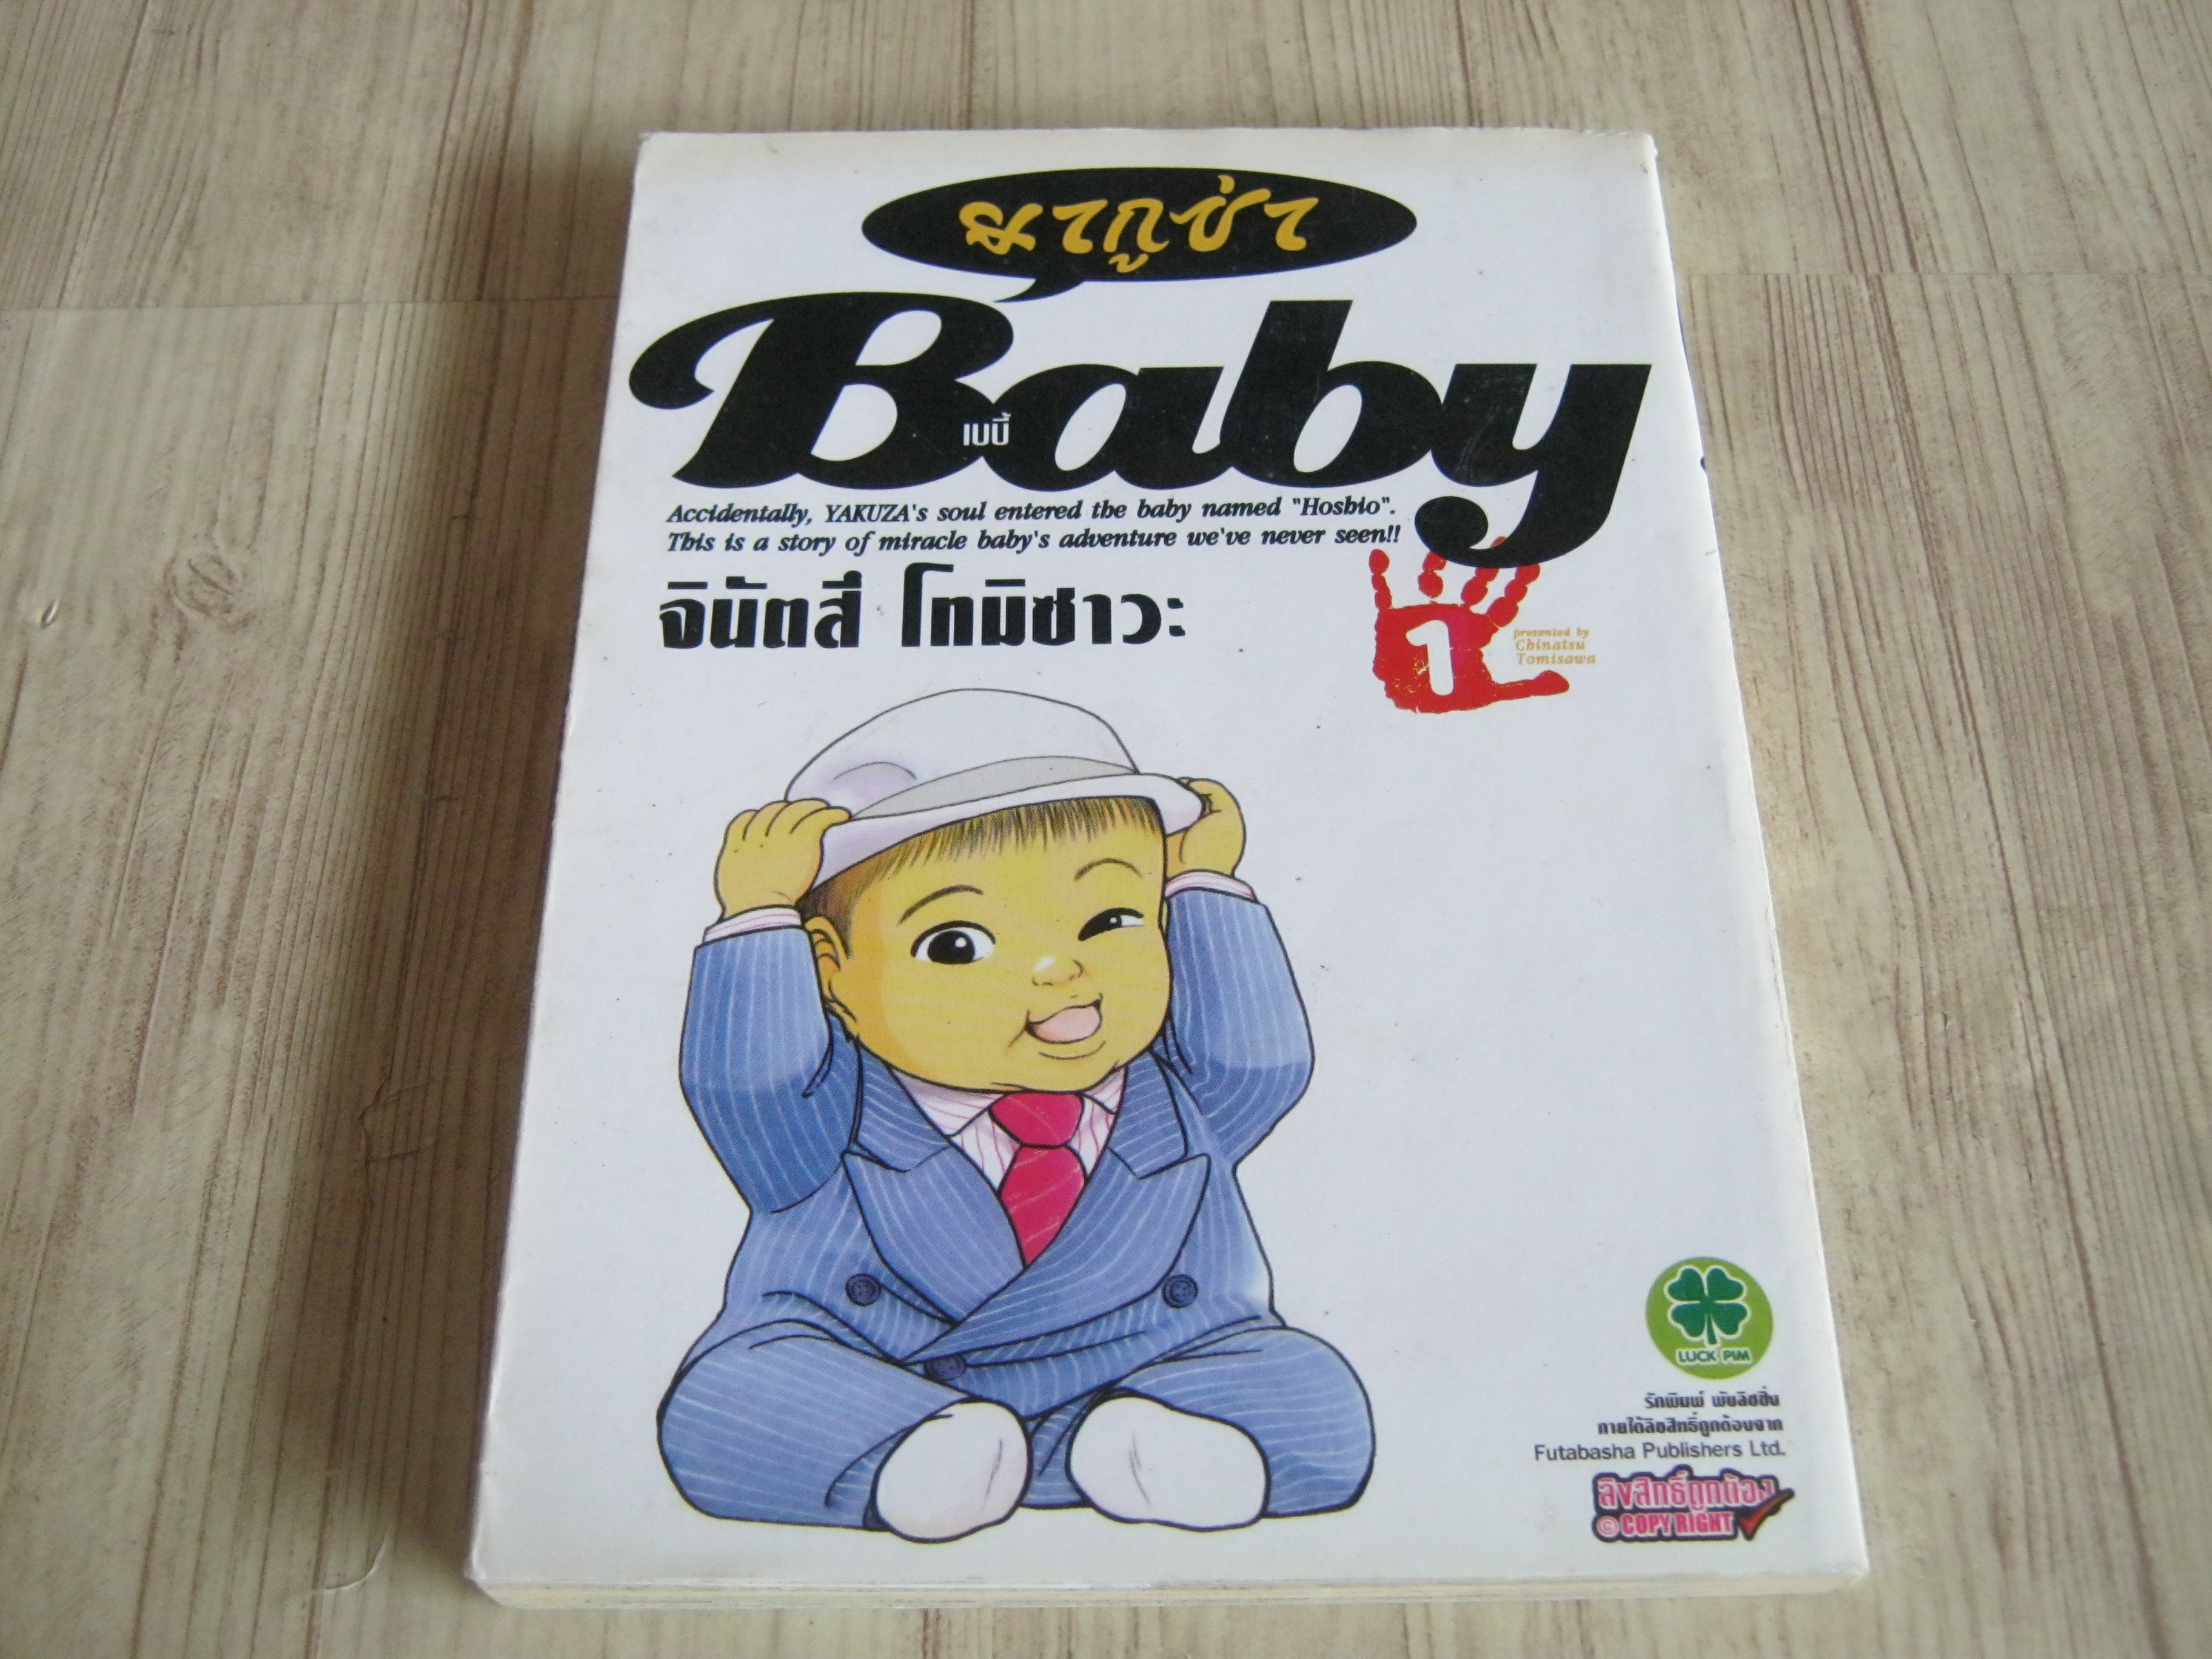 ยากูซ่า
Baby
เบบี้
Accidentally, YAKUZA's soul entered the baby named "Hoshio".
This is a story of miracle baby's adventure we've never seen!!
จินัตสึ โทมิซาวะ
1
presented by
Chinatsu
Tomisawa
LUCK PIM
รักพิมพ์ พับลิชชิ่ง
ภายใต้ลิขสิทธิ์ถูกต้องจาก
Futabasha Publishers Ltd.
ลิขสิทธิ์ถูกต้อง
© COPY RIGHT